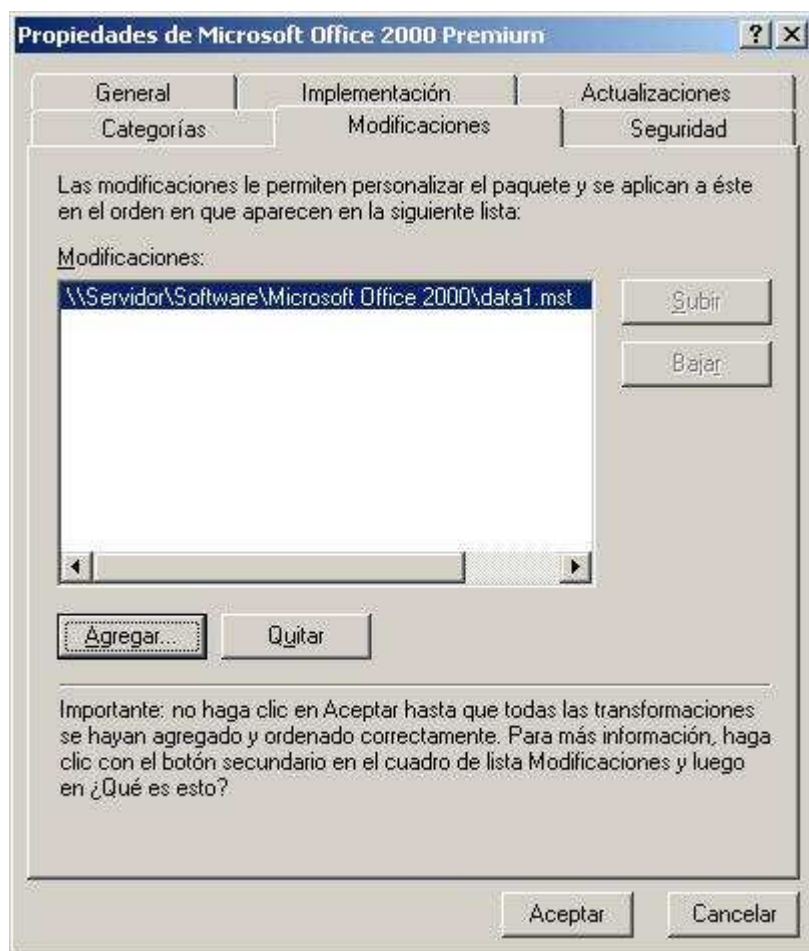 Propiedades de Microsoft Office 2000 Premium
General Implementación Actualizaciones
Categorías Modificaciones Seguridad
Las modificaciones le permiten personalizar el paquete y se aplican a éste
en el orden en que aparecen en la siguiente lista:
Modificaciones:
\\Servidor\Software\Microsoft Office 2000\data1.mst
Subir
Bajar
Agregar... Quitar
Importante: no haga clic en Aceptar hasta que todas las transformaciones
se hayan agregado y ordenado correctamente. Para más información, haga
clic con el botón secundario en el cuadro de lista Modificaciones y luego
en ¿Qué es esto?
Aceptar Cancelar